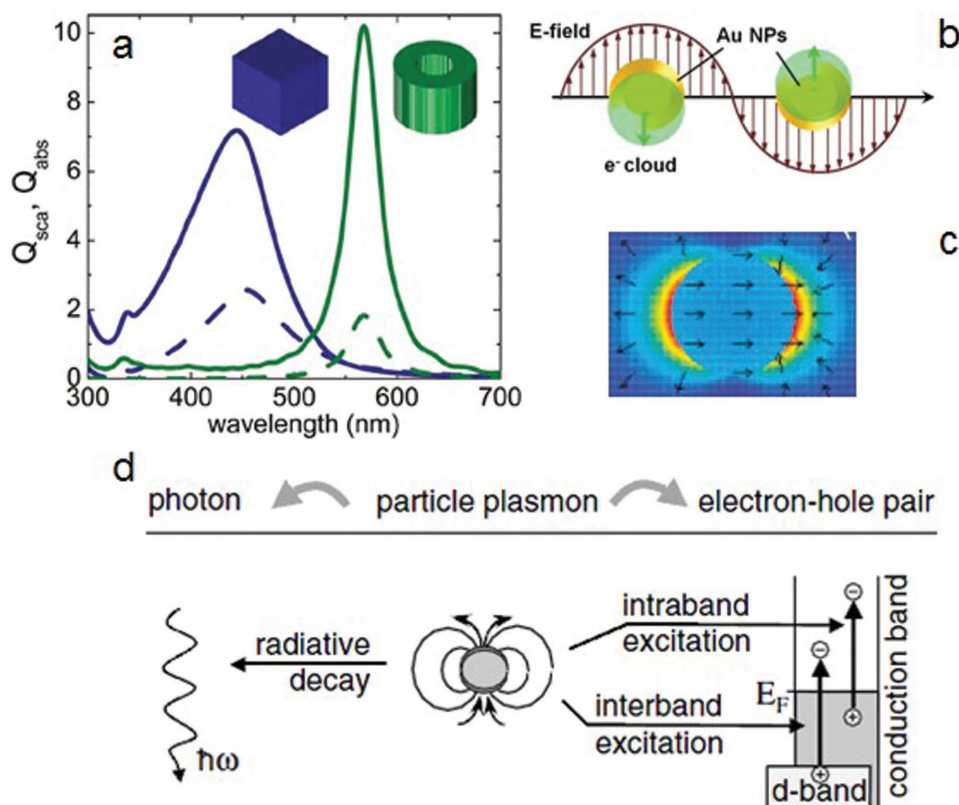 a
10
8
6
4
2
0
Q_sca, Q_abs
300 400 500 600 700
wavelength (nm)
b
E-field
Au NPs
e⁻ cloud
c
d
photon particle plasmon electron-hole pair
radiative
decay
ħω
intraband
excitation
interband
excitation
E_F
d-band
conduction band